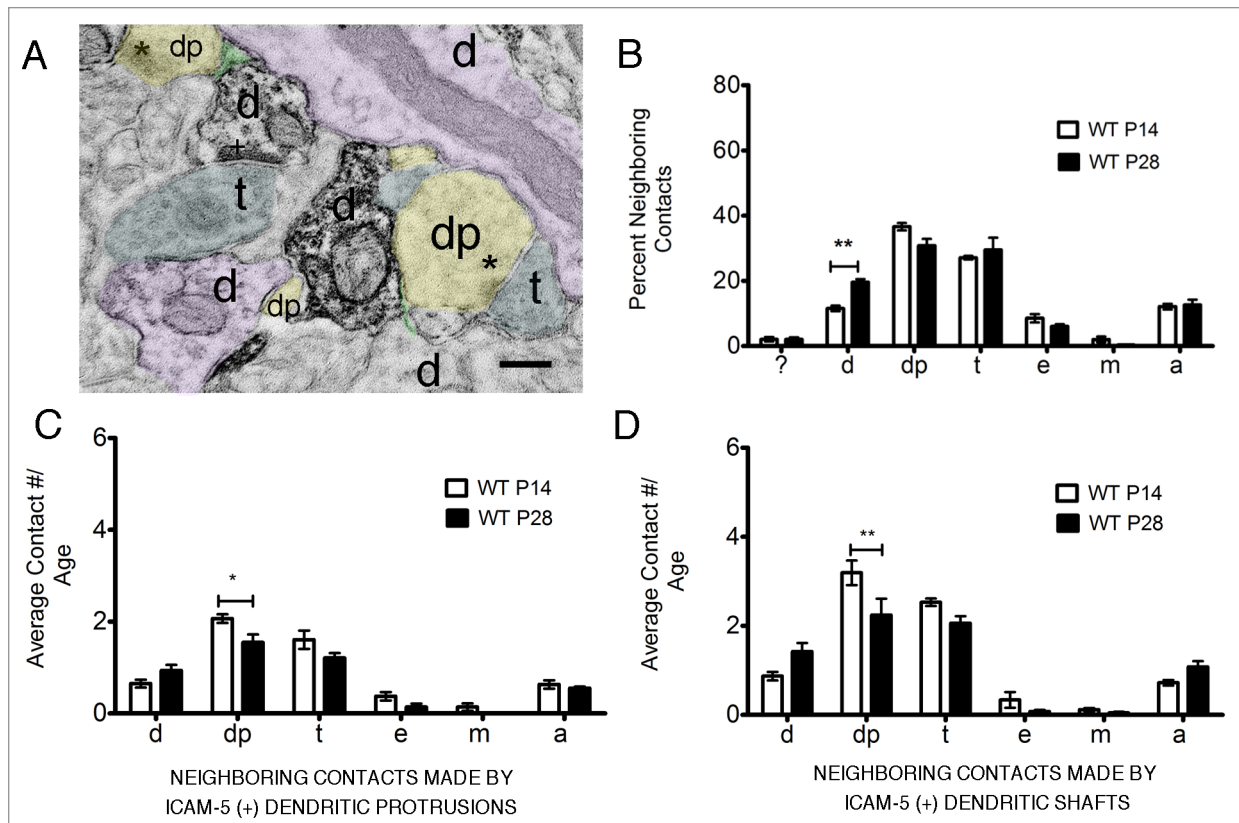 A
* dp
d
d
+
t
d
dp
*
d
dp
t
d
B
Percent Neighboring
Contacts
80
60
40
20
0
WT P14
WT P28
**
? d dp t e m a
C
Average Contact #/
Age
6
4
2
0
WT P14
WT P28
*
d dp t e m a
NEIGHBORING CONTACTS MADE BY
ICAM-5 (+) DENDRITIC PROTRUSIONS
D
Average Contact #/
Age
6
4
2
0
WT P14
WT P28
**
d dp t e m a
NEIGHBORING CONTACTS MADE BY
ICAM-5 (+) DENDRITIC SHAFTS